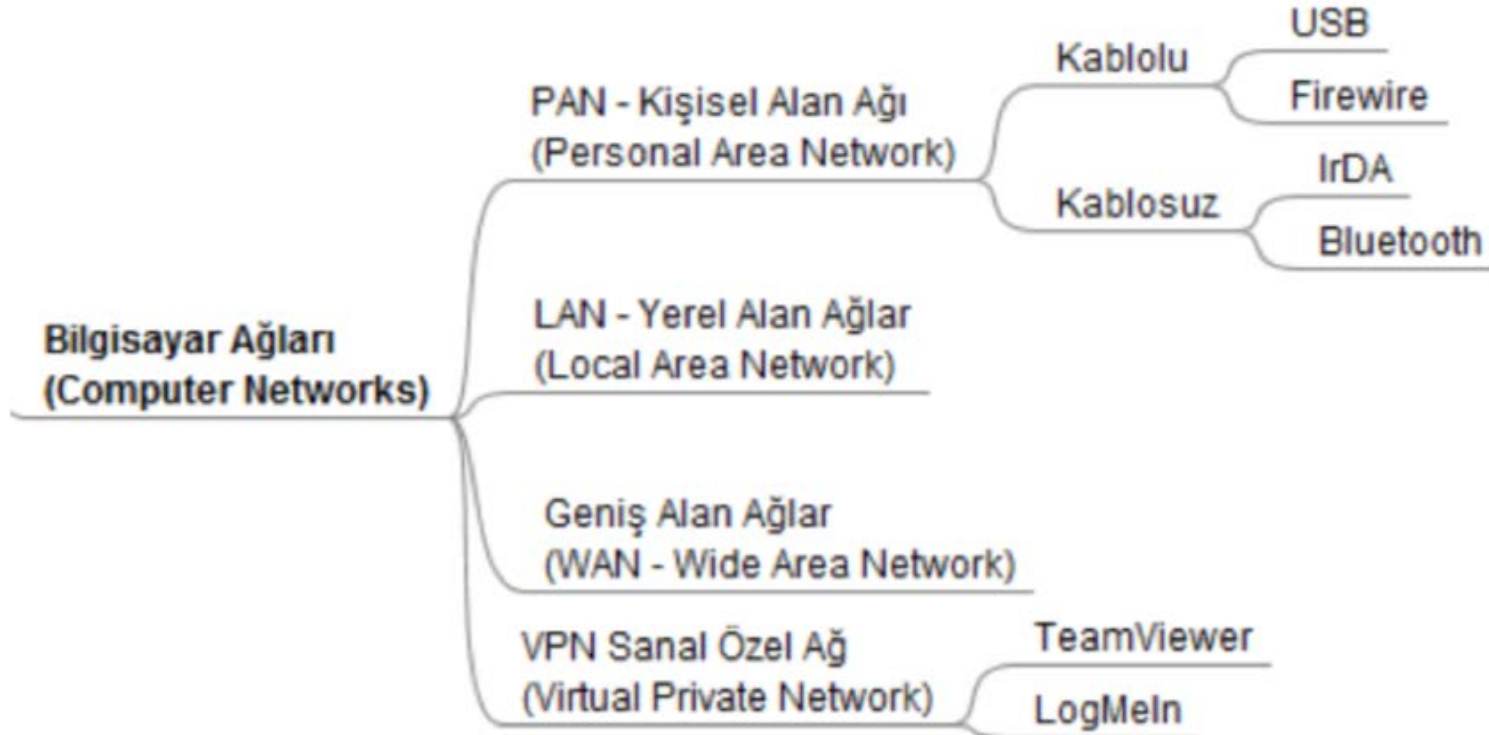 Bilgisayar Ağları
(Computer Networks)
PAN - Kişisel Alan Ağı
(Personal Area Network)
Kablolu
USB
Firewire
Kablosuz
IrDA
Bluetooth
LAN - Yerel Alan Ağlar
(Local Area Network)
Geniş Alan Ağlar
(WAN - Wide Area Network)
VPN Sanal Özel Ağ
(Virtual Private Network)
TeamViewer
LogMeIn